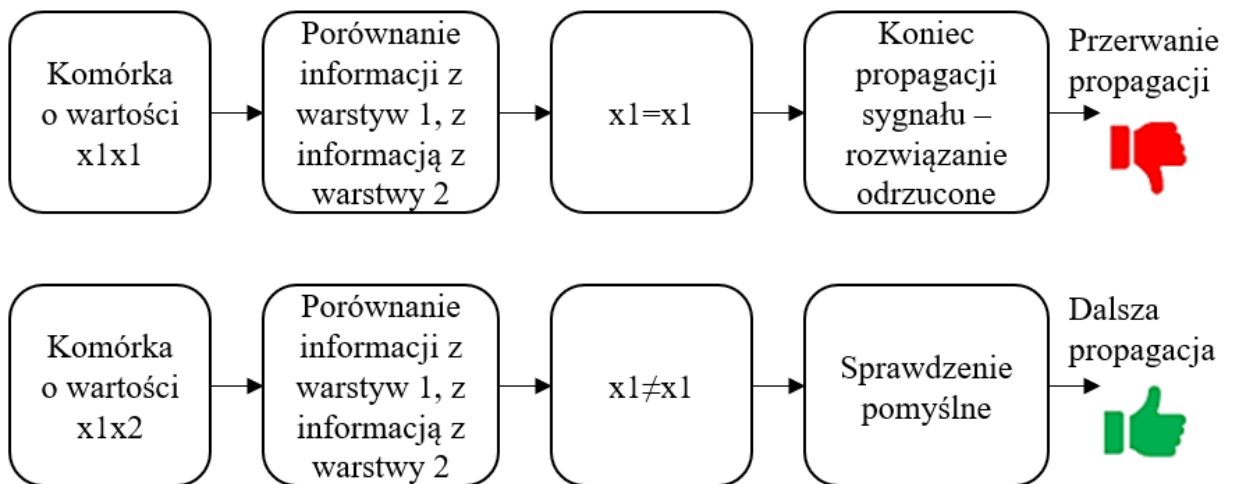 Komórka
o wartości
x1x1
Porównanie
informacji z
warstyw 1, z
informacją z
warstwy 2
x1=x1
Koniec
propagacji
sygnału –
rozwiązanie
odrzucone
Przerwanie
propagacji
Komórka
o wartości
x1x2
Porównanie
informacji z
warstyw 1, z
informacją z
warstwy 2
x1≠x1
Sprawdzenie
pomyślne
Dalsza
propagacja